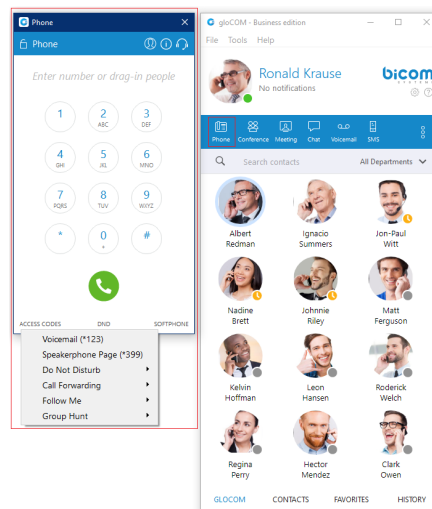 Phone
Phone
Enter number or drag-in people
1
2
ABC
3
DEF
4
GHI
5
JKL
6
MNO
7
PQRS
8
TUV
9
WXYZ
*
0
+
#
ACCESS CODES DND SOFTPHONE
Voicemail (*123)
Speakerphone Page (*399)
Do Not Disturb
Call Forwarding
Follow Me
Group Hunt
gloCOM - Business edition
File Tools Help
Ronald Krause
No notifications
bicom
SYSTEMS
Phone Conference Meeting Chat Voicemail SMS
Search contacts All Departments
Albert
Redman
Ignacio
Summers
Jon-Paul
Witt
Nadine
Brett
Johnnie
Riley
Matt
Ferguson
Kelvin
Hoffman
Leon
Hansen
Roderick
Welch
Regina
Perry
Hector
Mendez
Clark
Owen
GLOCOM CONTACTS FAVORITES HISTORY